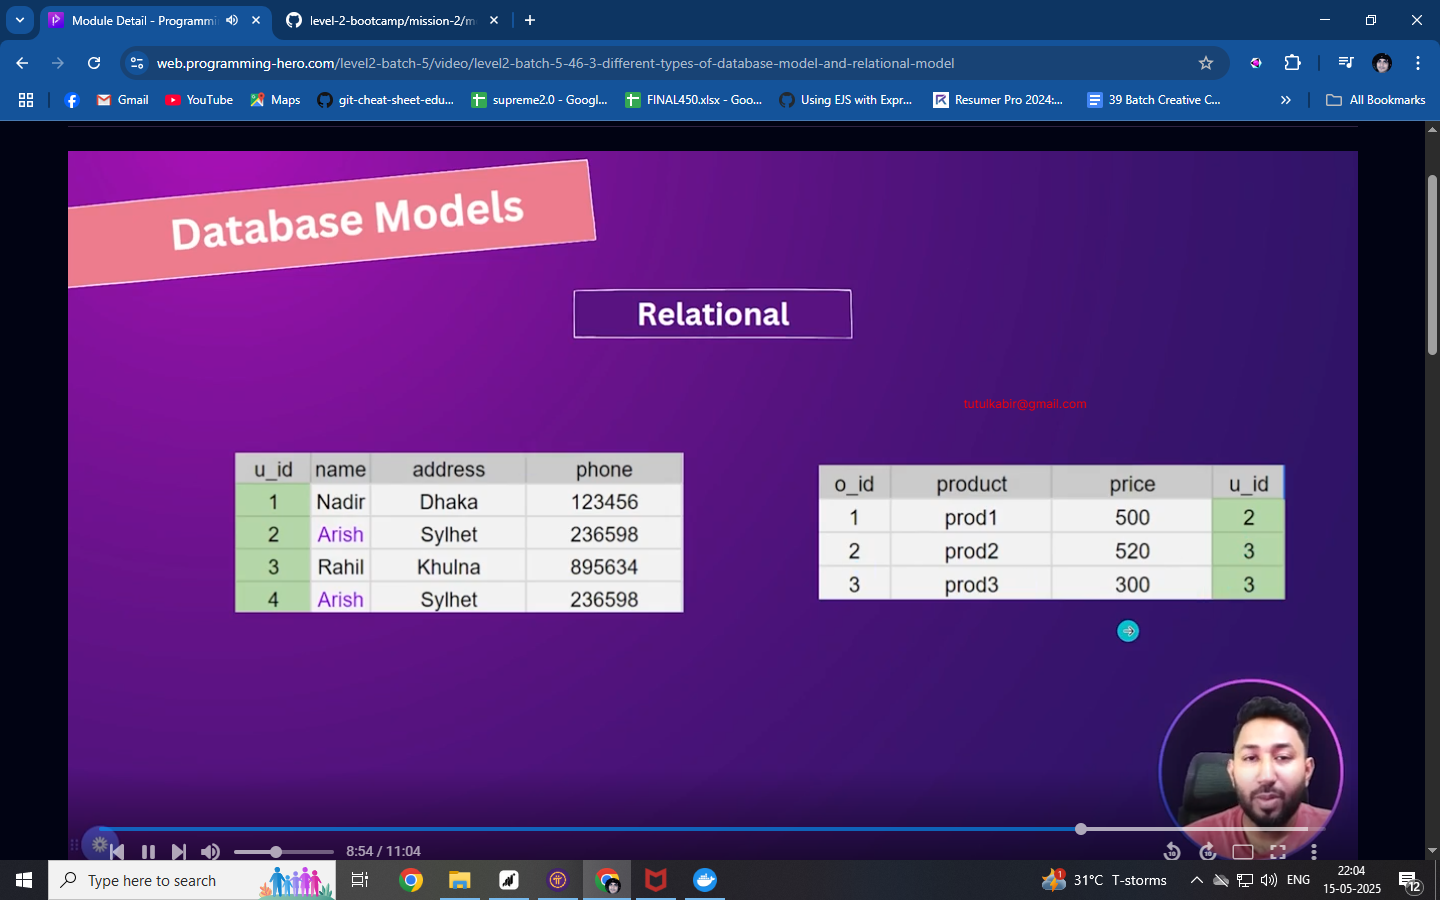 Module Detail - Programmi
level-2-bootcamp/mission-2/m
web.programming-hero.com/level2-batch-5/video/level2-batch-5-46-3-different-types-of-database-model-and-relational-model
Gmail
YouTube
Maps
git-cheat-sheet-edu...
supreme2.0 - Googl...
FINAL450.xlsx - Goo...
Using EJS with Expr...
Resumer Pro 2024:...
39 Batch Creative C...
»
All Bookmarks
Database Models
Relational
tutulkabir@gmail.com
u_id name address phone
1 Nadir Dhaka 123456
2 Arish Sylhet 236598
3 Rahil Khulna 895634
4 Arish Sylhet 236598
o_id product price u_id
1 prod1 500 2
2 prod2 520 3
3 prod3 300 3
8:54 / 11:04
Type here to search
1
31°C T-storms
ENG
22:04
15-05-2025
12